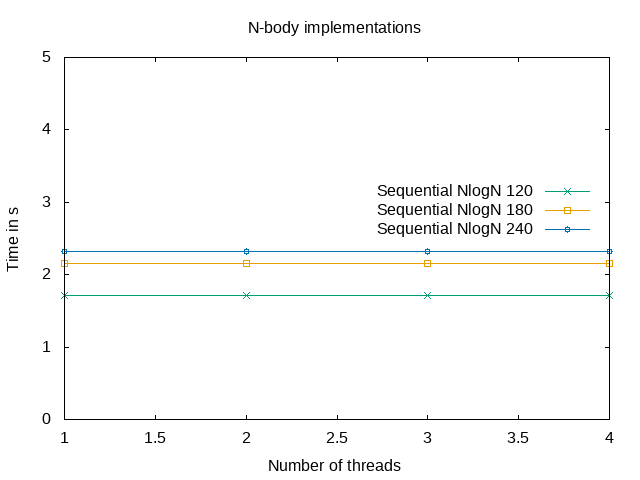 N-body implementations
5
4
3
2
1
0
Time in s
Sequential NlogN 120
Sequential NlogN 180
Sequential NlogN 240
1 1.5 2 2.5 3 3.5 4
Number of threads